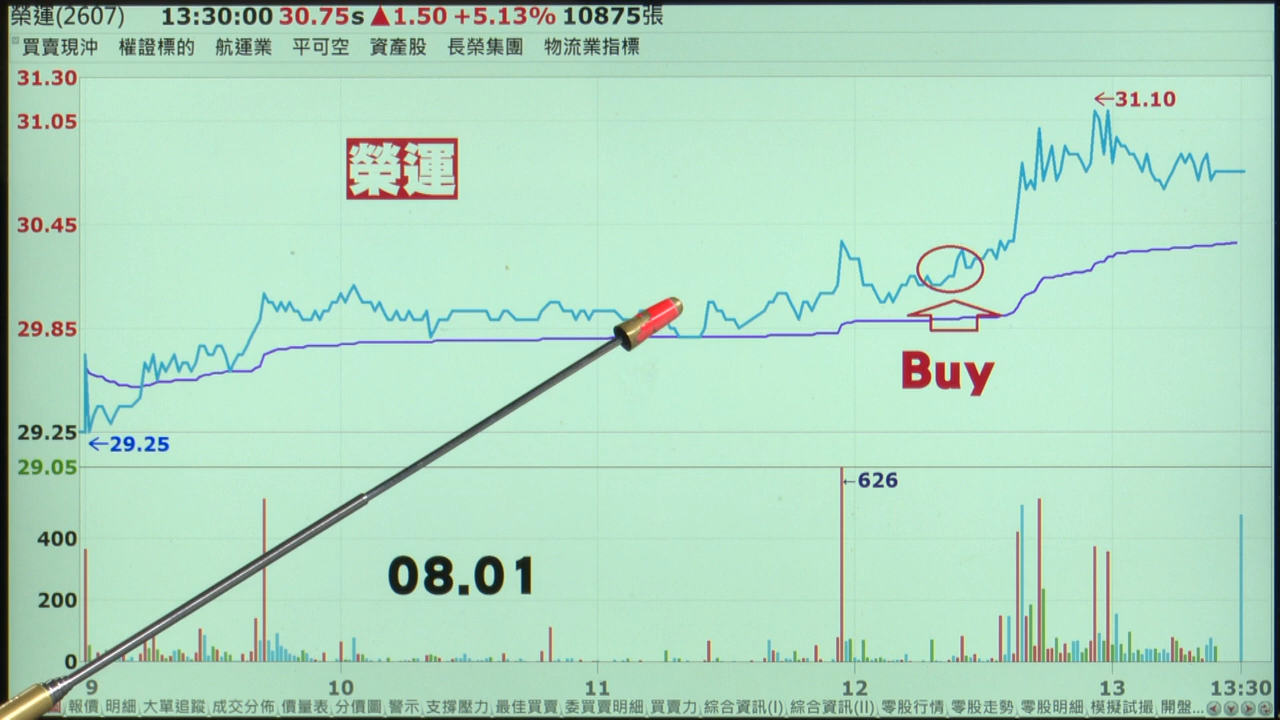 榮運(2607) 13:30:00 30.75s ▲1.50 +5.13% 10875張
買賣現沖 權證標的 航運業 平可空 資產股 長榮集團 物流業指標
31.30
←31.10
31.05
榮運
30.45
29.85
Buy
29.25
←29.25
29.05
←626
400
08.01
200
0
9 10 11 12 13 13:30
報價 明細 大單追蹤 成交分佈 價量表 分價圖 警示 支撐壓力 最佳買賣 委買賣明細 買賣力 綜合資訊(I) 綜合資訊(II) 零股行情 零股走勢 零股明細 模擬試撮 開盤...